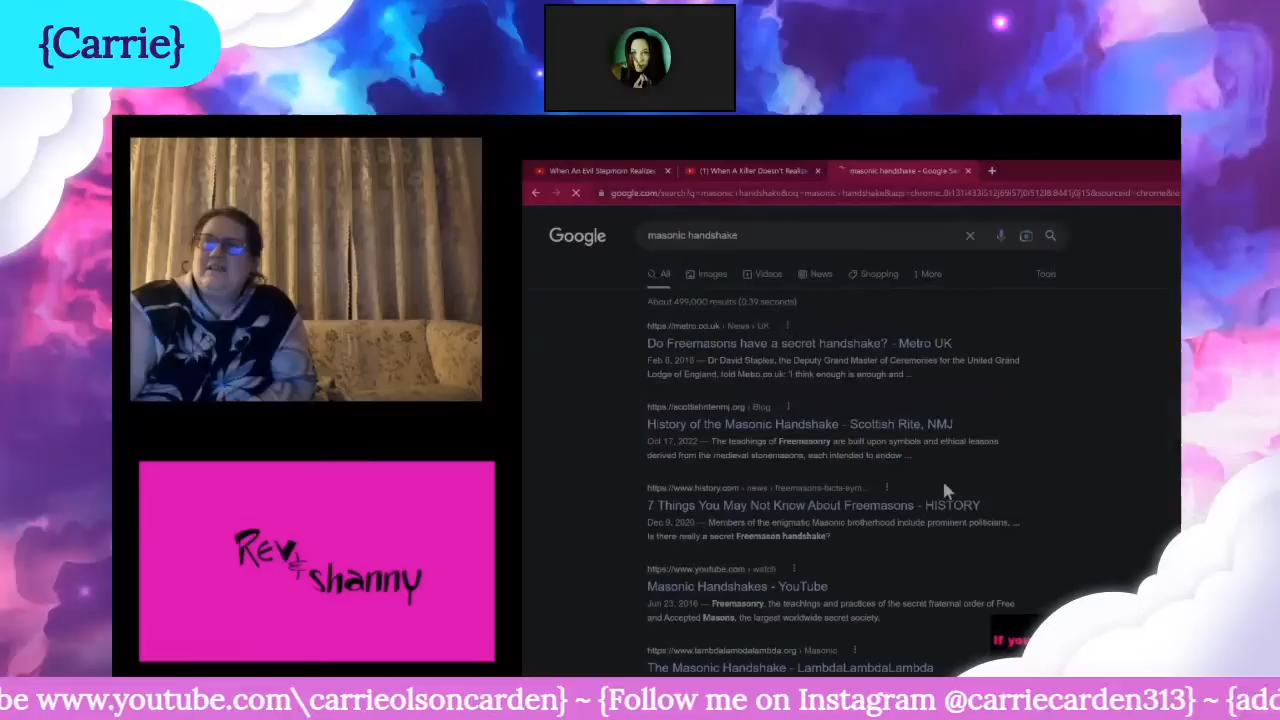 {Carrie}
When An Evil Stepmom Realizes
(1) When A Killer Doesn't Realize
masonic handshake - Google Se
Google
masonic handshake
All
Images
Videos
News
Shopping
More
Tools
About 499,000 results (0.39 seconds)
https://metro.co.uk › News › UK
Do Freemasons have a secret handshake? - Metro UK
Feb 8, 2018 — Dr David Staples, the Deputy Grand Master of Ceremonies for the United Grand
Lodge of England, told Metro.co.uk: 'I think enough is enough and ...
https://scottishritenmj.org › Blog
History of the Masonic Handshake - Scottish Rite, NMJ
Oct 17, 2022 — The teachings of Freemasonry are built upon symbols and ethical lessons
derived from the medieval stonemasons, each intended to endow ...
https://www.history.com › news › freemasons-facts-sym...
7 Things You May Not Know About Freemasons - HISTORY
Dec 9, 2020 — Members of the enigmatic Masonic brotherhood include prominent politicians, ...
Is there really a secret Freemason handshake?
https://www.youtube.com › watch
Masonic Handshakes - YouTube
Jun 23, 2016 — Freemasonry, the teachings and practices of the secret fraternal order of Free
and Accepted Masons, the largest worldwide secret society.
https://www.lambdalambdalambda.org › Masonic
The Masonic Handshake - LambdaLambdaLambda
Rev
&
shanny
If you
be www.youtube.com\carrieolsoncarden} ~ {Follow me on Instagram @carriecarden313} ~ {add